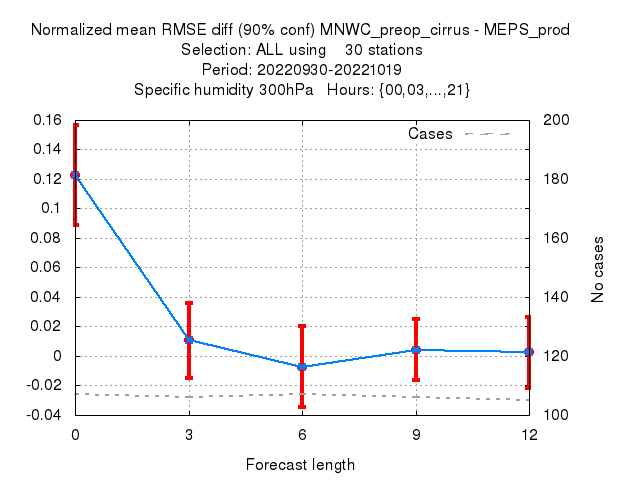 Normalized mean RMSE diff (90% conf) MNWC_preop_cirrus - MEPS_prod
Selection: ALL using 30 stations
Period: 20220930-20221019
Specific humidity 300hPa Hours: {00,03,...,21}
Cases
0.16
0.14
0.12
0.1
0.08
0.06
0.04
0.02
0
-0.02
-0.04
200
180
160
140
120
100
No cases
0 3 6 9 12
Forecast length